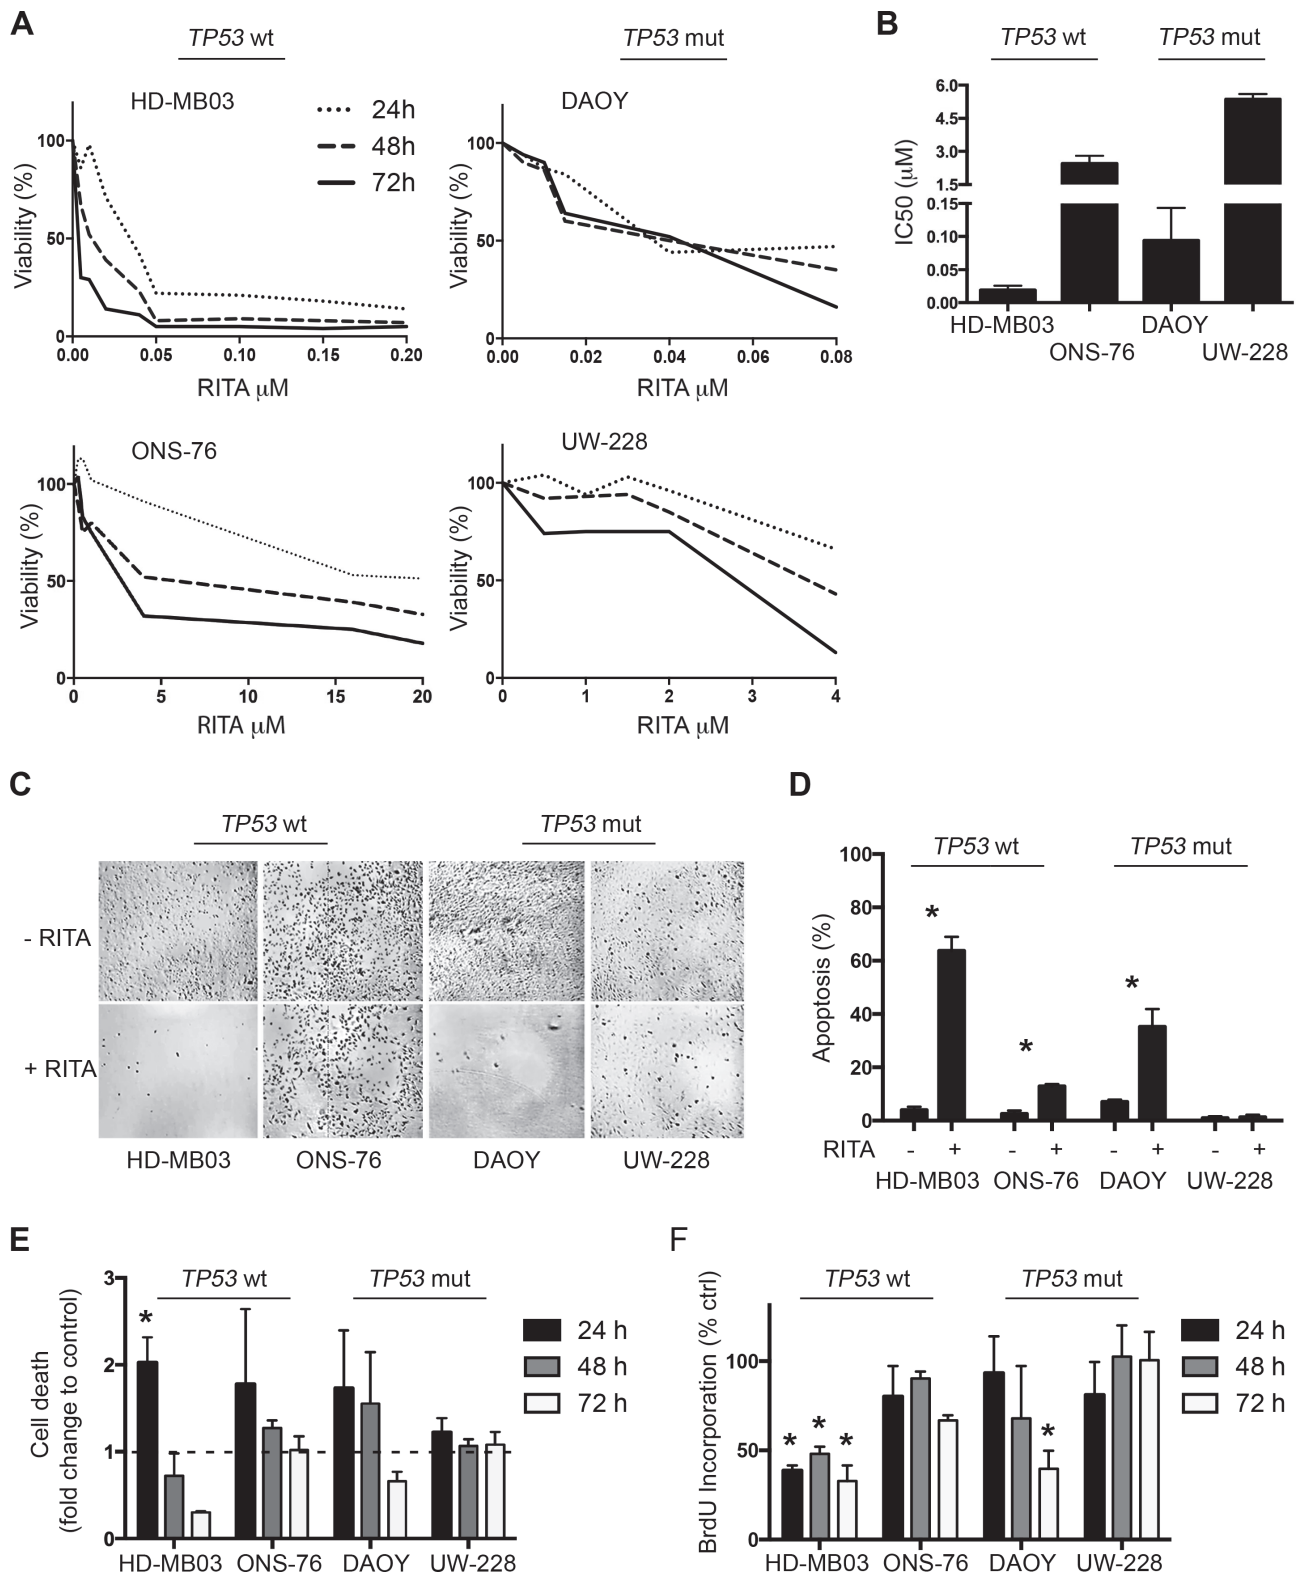 A
TP53 wt
TP53 mut
HD-MB03
24h
48h
72h
Viability (%)
100
50
0
0.00 0.05 0.10 0.15 0.20
RITA µM
DAOY
Viability (%)
100
50
0
0.00 0.02 0.04 0.06 0.08
RITA µM
ONS-76
Viability (%)
100
50
0
0 5 10 15 20
RITA µM
UW-228
Viability (%)
100
50
0
0 1 2 3 4
RITA µM
B
TP53 wt
TP53 mut
IC50 (µM)
6.0
4.5
3.0
1.5
0.15
0.10
0.05
0.00
HD-MB03
DAOY
ONS-76
UW-228
C
TP53 wt
TP53 mut
- RITA
+ RITA
HD-MB03
ONS-76
DAOY
UW-228
D
TP53 wt
TP53 mut
Apoptosis (%)
100
80
60
40
20
0
*
*
*
RITA - + - + - + - +
HD-MB03 ONS-76 DAOY UW-228
E
TP53 wt
TP53 mut
Cell death
(fold change to control)
3
2
1
0
*
24 h
48 h
72 h
HD-MB03 ONS-76 DAOY UW-228
F
TP53 wt
TP53 mut
BrdU Incorporation (% ctrl)
100
50
0
* * *
*
24 h
48 h
72 h
HD-MB03 ONS-76 DAOY UW-228